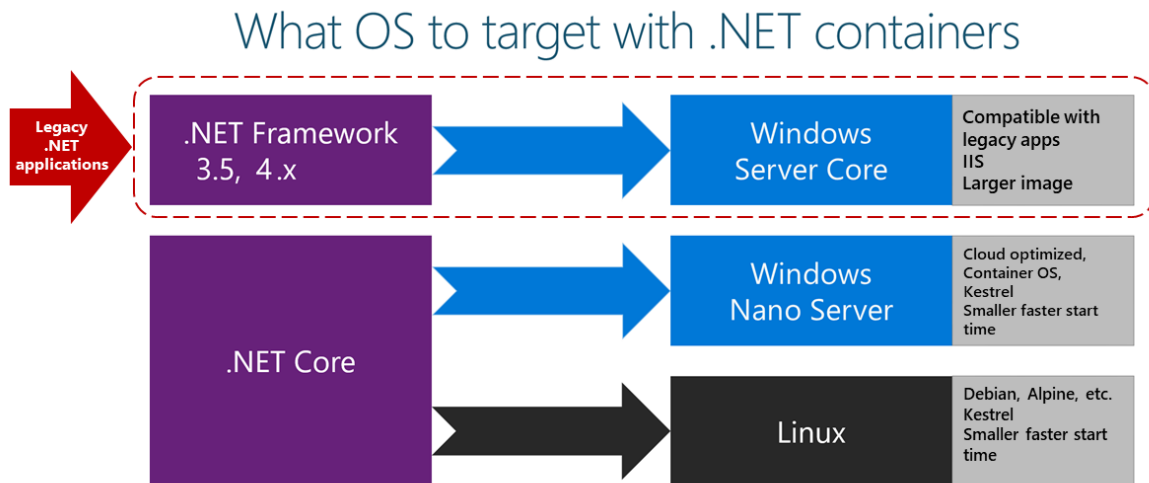 What OS to target with .NET containers
Legacy
.NET
applications
.NET Framework
3.5, 4.x
Windows
Server Core
Compatible with
legacy apps
IIS
Larger image
.NET Core
Windows
Nano Server
Cloud optimized,
Container OS,
Kestrel
Smaller faster start
time
Linux
Debian, Alpine, etc.
Kestrel
Smaller faster start
time